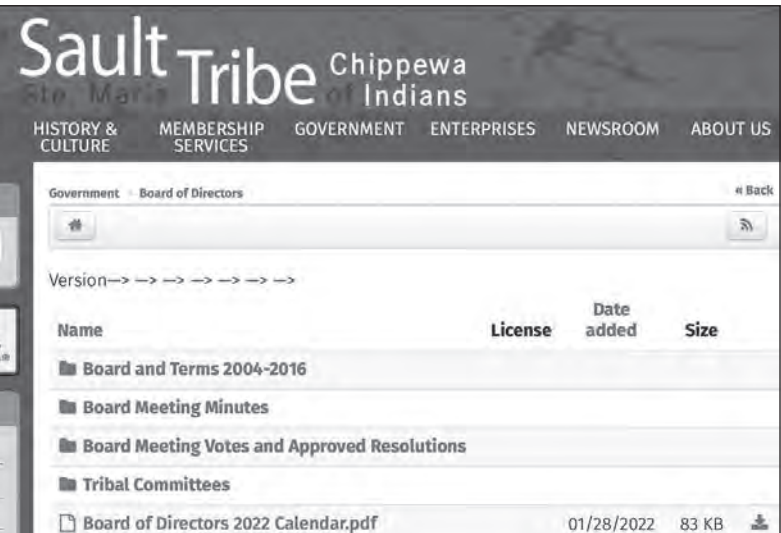 Sault Tribe Chippewa
Ste. Marie of Indians
HISTORY & CULTURE MEMBERSHIP SERVICES GOVERNMENT ENTERPRISES NEWSROOM ABOUT US
Government Board of Directors « Back
Version—> —> —> —> —> —> —>
Name License Date added Size
Board and Terms 2004-2016
Board Meeting Minutes
Board Meeting Votes and Approved Resolutions
Tribal Committees
Board of Directors 2022 Calendar.pdf 01/28/2022 83 KB